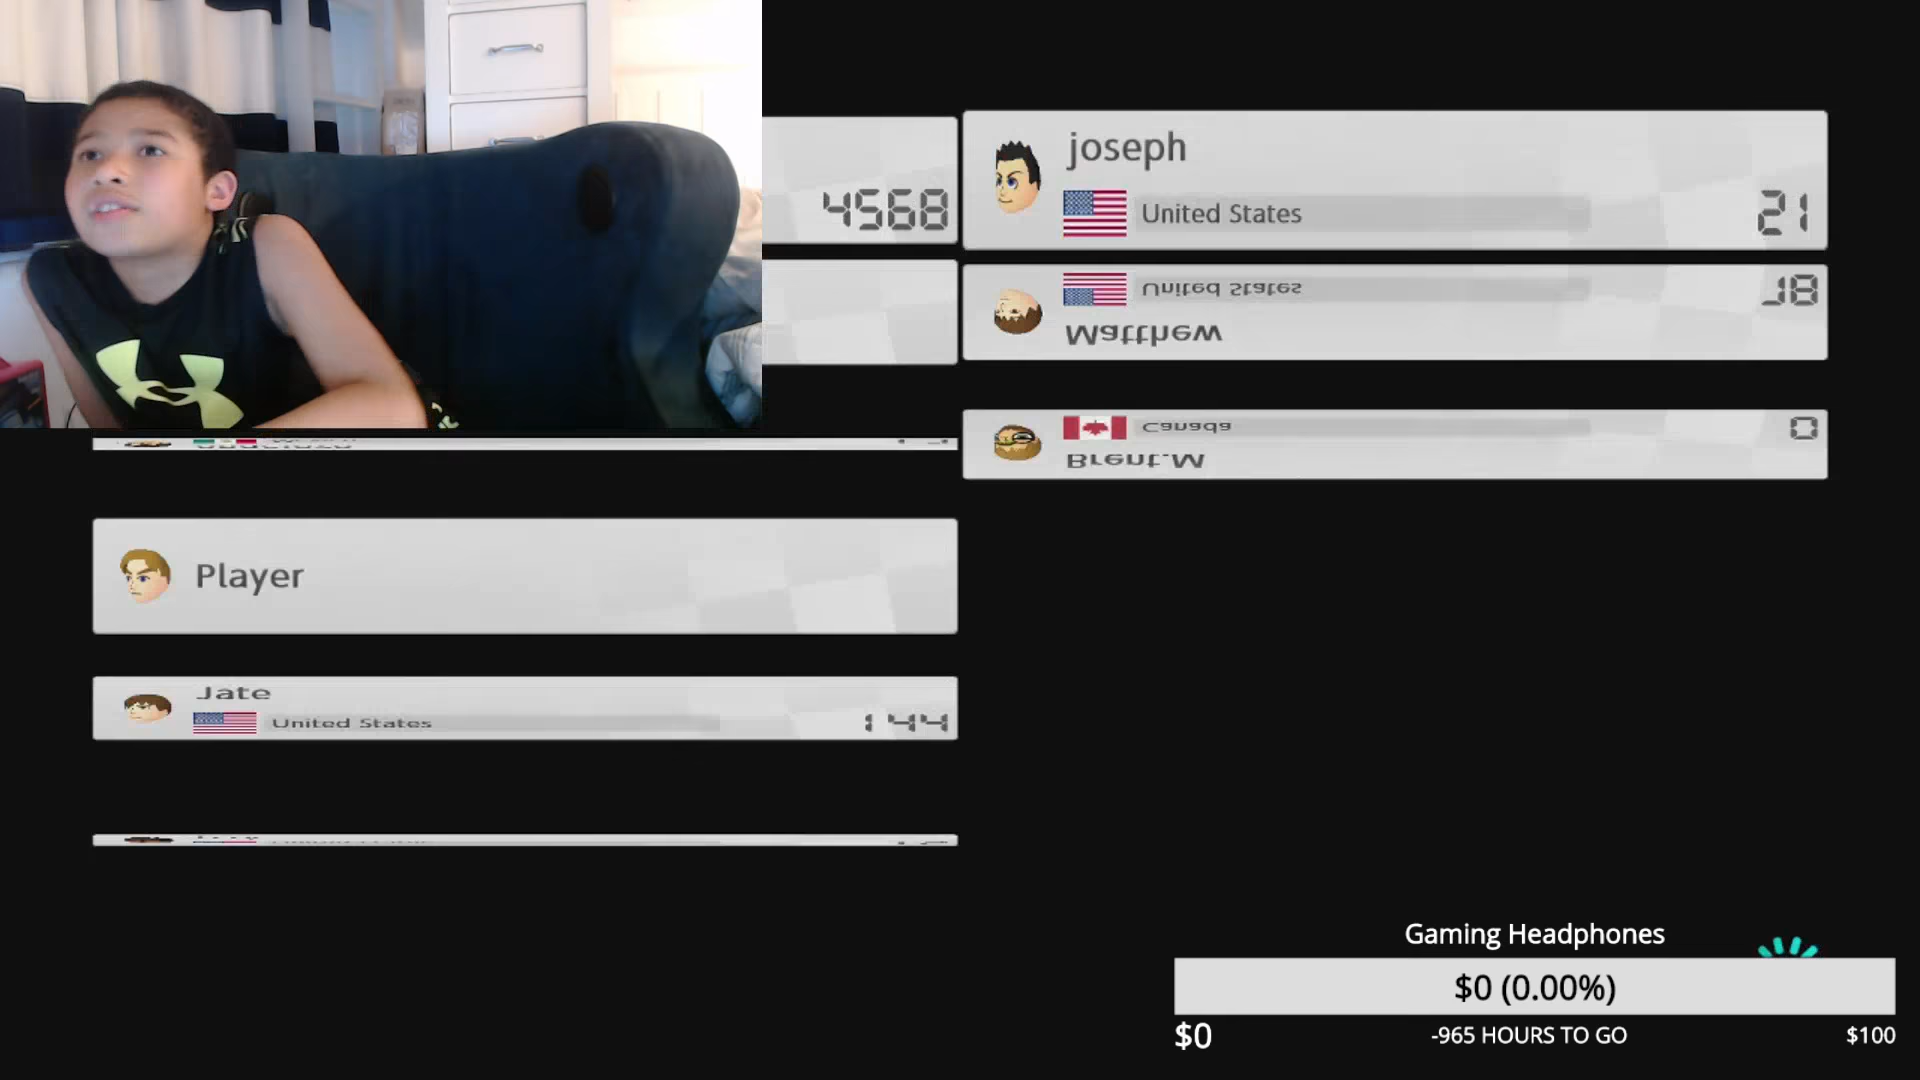 4568
joseph
United States
21
United States
18
Matthew
Canada
0
Brent.M
Player
Jate
United States
144
Gaming Headphones
$0 (0.00%)
$0
-965 HOURS TO GO
$100